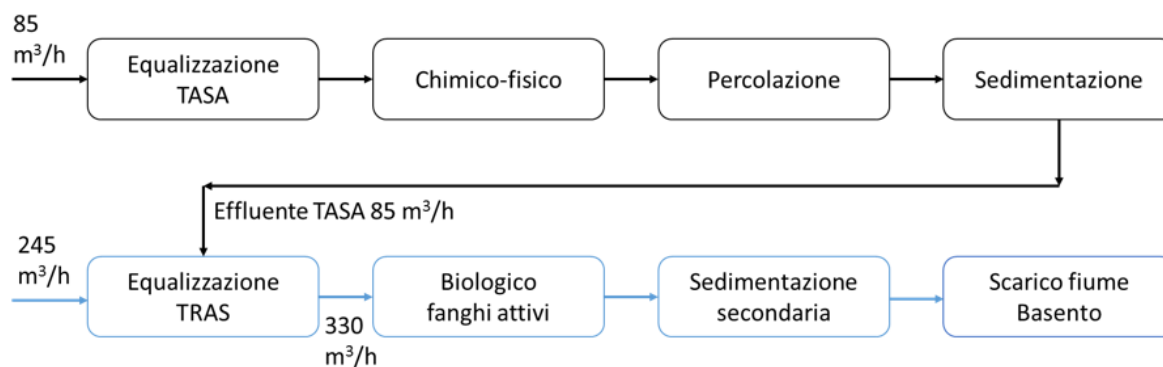 85
m³/h
Equalizzazione
TASA
Chimico-fisico
Percolazione
Sedimentazione
Effluente TASA 85 m³/h
245
m³/h
Equalizzazione
TRAS
330
m³/h
Biologico
fanghi attivi
Sedimentazione
secondaria
Scarico fiume
Basento